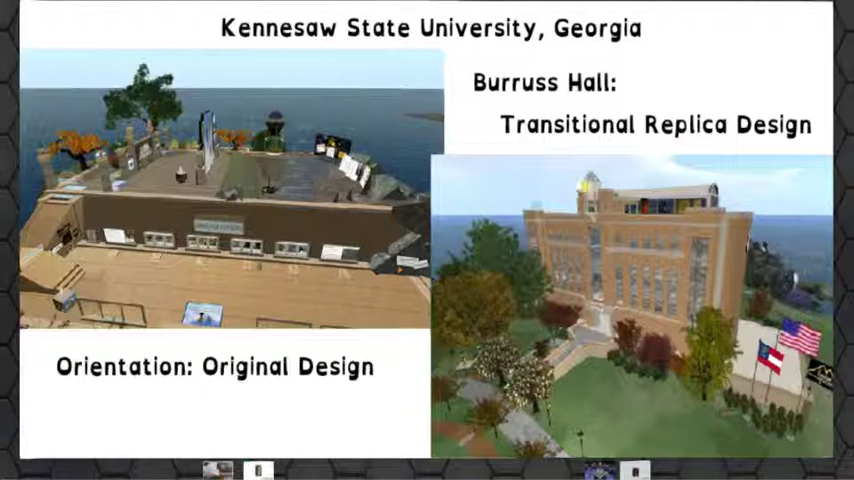 Kennesaw State University, Georgia
Burruss Hall:
Transitional Replica Design
Orientation: Original Design